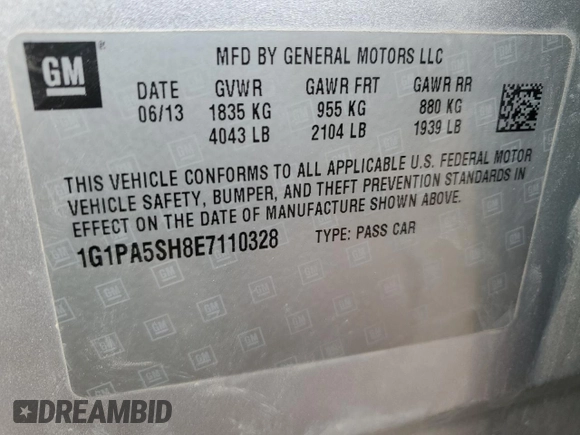 GM
MFD BY GENERAL MOTORS LLC
DATE GVWR GAWR FRT GAWR RR
06/13 1835 KG 955 KG 880 KG
4043 LB 2104 LB 1939 LB
THIS VEHICLE CONFORMS TO ALL APPLICABLE U.S. FEDERAL MOTOR
VEHICLE SAFETY, BUMPER, AND THEFT PREVENTION STANDARDS IN
EFFECT ON THE DATE OF MANUFACTURE SHOWN ABOVE.
1G1PA5SH8E7110328 TYPE: PASS CAR
DREAMBID